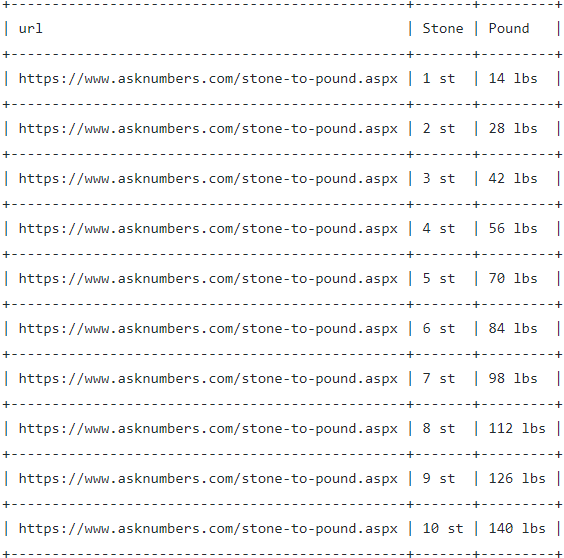 +------------------------------------------------+-------+---------+
| url                                            | Stone | Pound   |
+------------------------------------------------+-------+---------+
| https://www.asknumbers.com/stone-to-pound.aspx | 1 st  | 14 lbs  |
+------------------------------------------------+-------+---------+
| https://www.asknumbers.com/stone-to-pound.aspx | 2 st  | 28 lbs  |
+------------------------------------------------+-------+---------+
| https://www.asknumbers.com/stone-to-pound.aspx | 3 st  | 42 lbs  |
+------------------------------------------------+-------+---------+
| https://www.asknumbers.com/stone-to-pound.aspx | 4 st  | 56 lbs  |
+------------------------------------------------+-------+---------+
| https://www.asknumbers.com/stone-to-pound.aspx | 5 st  | 70 lbs  |
+------------------------------------------------+-------+---------+
| https://www.asknumbers.com/stone-to-pound.aspx | 6 st  | 84 lbs  |
+------------------------------------------------+-------+---------+
| https://www.asknumbers.com/stone-to-pound.aspx | 7 st  | 98 lbs  |
+------------------------------------------------+-------+---------+
| https://www.asknumbers.com/stone-to-pound.aspx | 8 st  | 112 lbs |
+------------------------------------------------+-------+---------+
| https://www.asknumbers.com/stone-to-pound.aspx | 9 st  | 126 lbs |
+------------------------------------------------+-------+---------+
| https://www.asknumbers.com/stone-to-pound.aspx | 10 st | 140 lbs |
+------------------------------------------------+-------+---------+